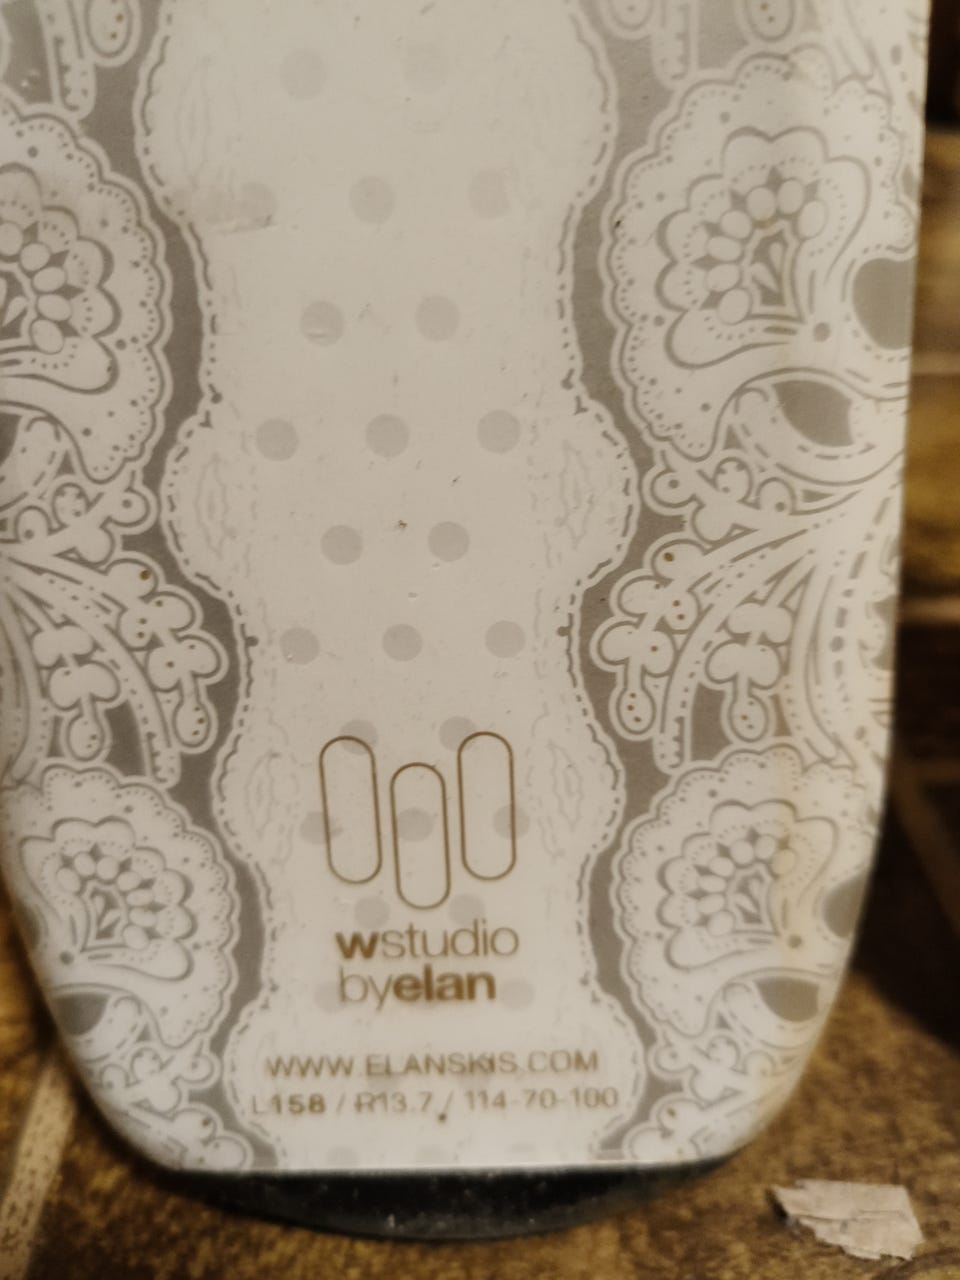 wstudio
byelan
WWW.ELANSKIS.COM
L158 / R13.7 / 114-70-100